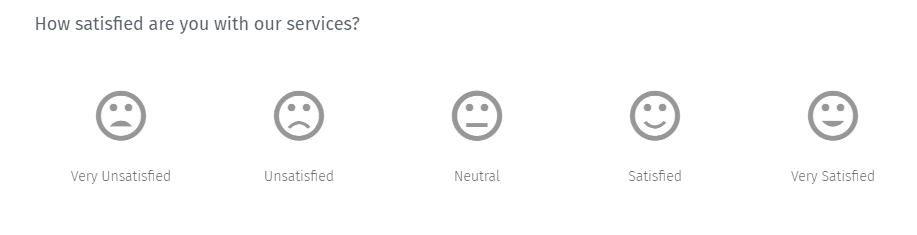 How satisfied are you with our services?
Very Unsatisfied
Unsatisfied
Neutral
Satisfied
Very Satisfied